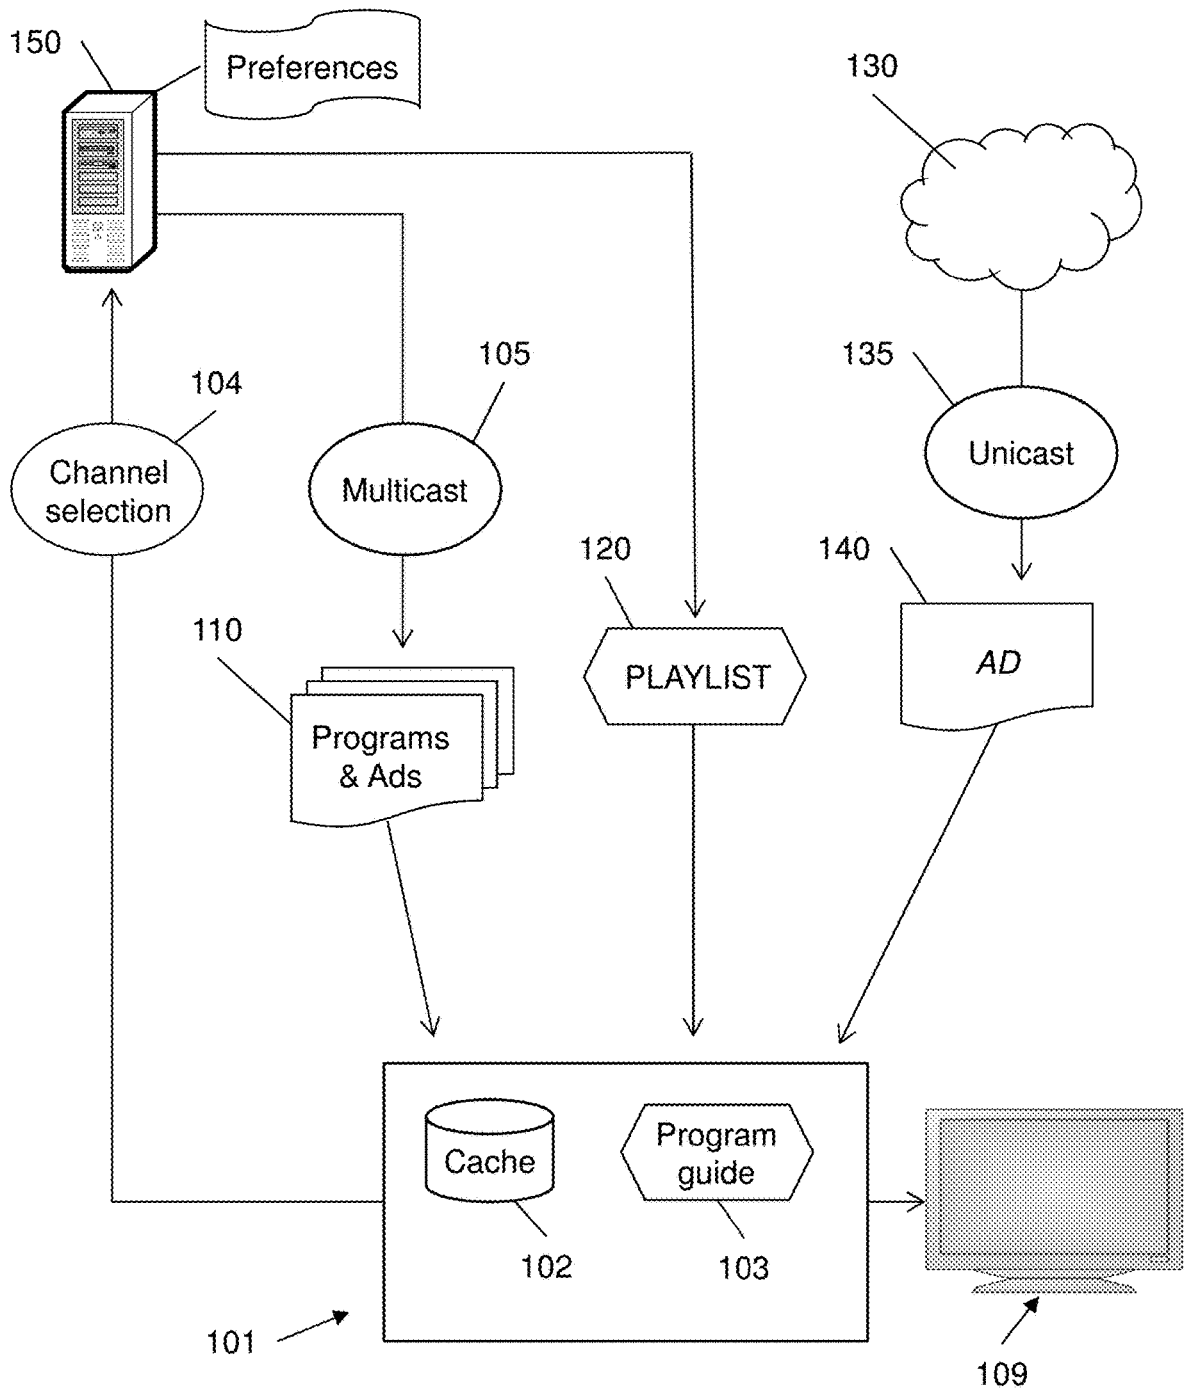 150
Preferences
130
104
Channel
selection
105
Multicast
135
Unicast
110
Programs
& Ads
120
PLAYLIST
140
AD
Cache
102
Program
guide
103
101
109